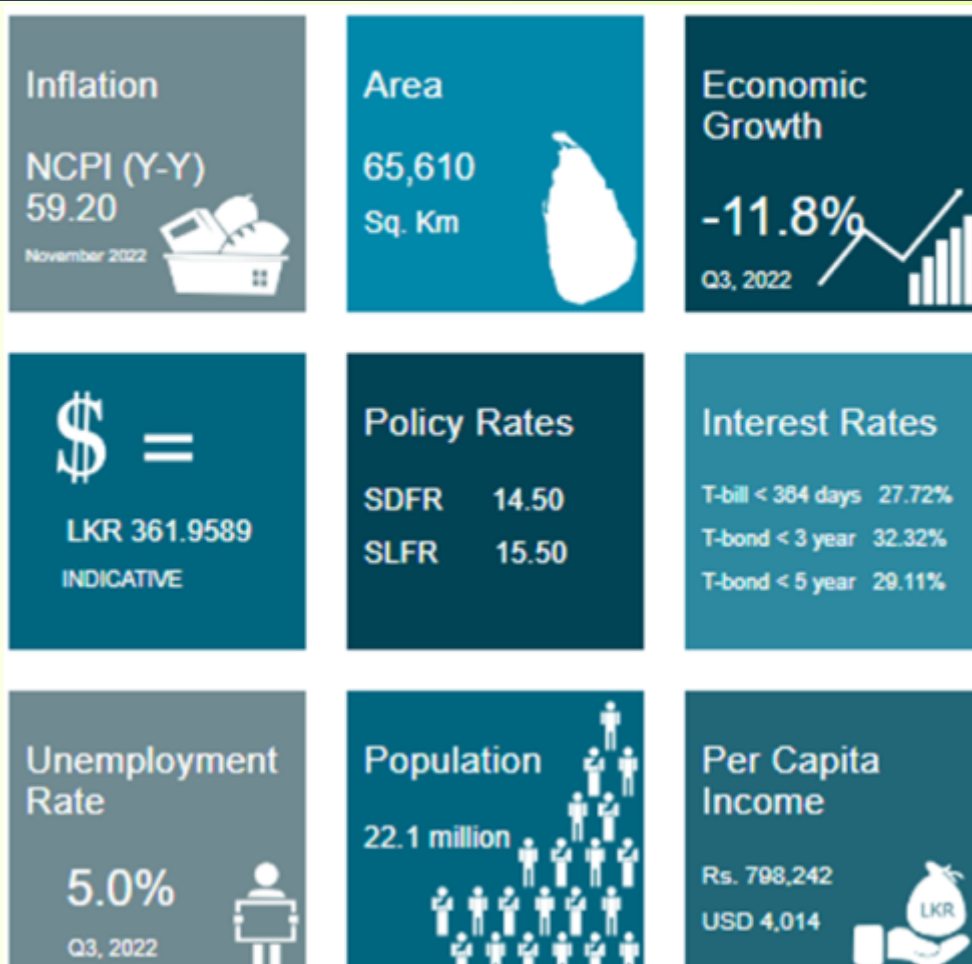 Inflation
NCPI (Y-Y)
59.20
November 2022
Area
65,610
Sq. Km
Economic
Growth
-11.8%
Q3, 2022
$ =
LKR 361.9589
INDICATIVE
Policy Rates
SDFR 14.50
SLFR 15.50
Interest Rates
T-bill < 364 days 27.72%
T-bond < 3 year 32.32%
T-bond < 5 year 29.11%
Unemployment
Rate
5.0%
Q3, 2022
Population
22.1 million
Per Capita
Income
Rs. 798,242
USD 4,014
LKR